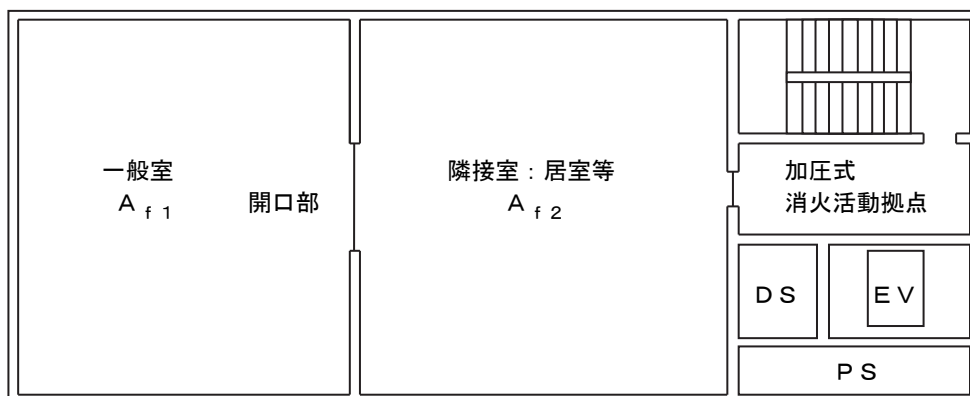 一般室
Ａｆ１
開口部
隣接室：居室等
Ａｆ２
加圧式
消火活動拠点
ＤＳ
ＥＶ
ＰＳ